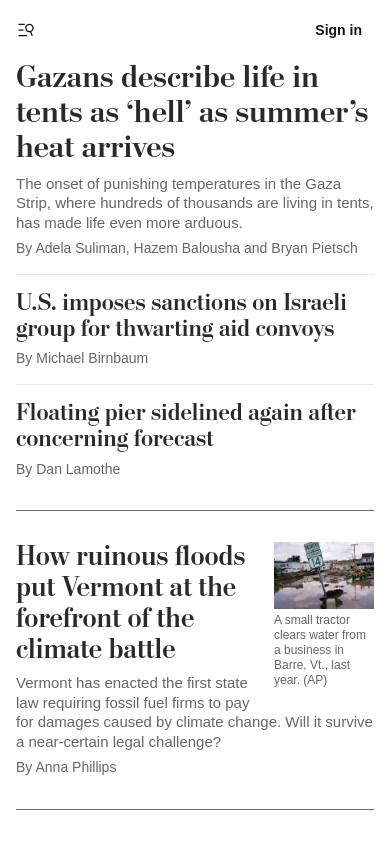 Sign in
Gazans describe life in
tents as ‘hell’ as summer’s
heat arrives
The onset of punishing temperatures in the Gaza
Strip, where hundreds of thousands are living in tents,
has made life even more arduous.
By Adela Suliman, Hazem Balousha and Bryan Pietsch
U.S. imposes sanctions on Israeli
group for thwarting aid convoys
By Michael Birnbaum
Floating pier sidelined again after
concerning forecast
By Dan Lamothe
How ruinous floods
put Vermont at the
forefront of the
climate battle
14
A small tractor
clears water from
a business in
Barre, Vt., last
year. (AP)
Vermont has enacted the first state
law requiring fossil fuel firms to pay
for damages caused by climate change. Will it survive
a near-certain legal challenge?
By Anna Phillips